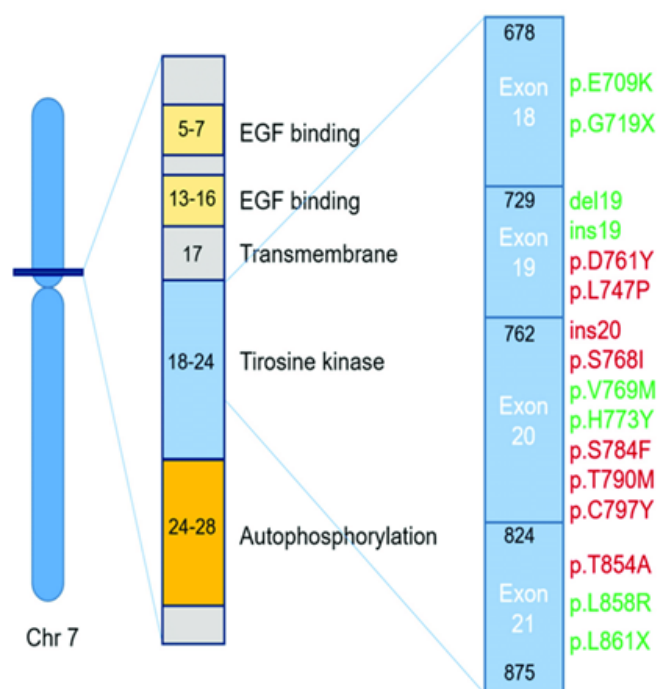 5-7
EGF binding
13-16
EGF binding
17
Transmembrane
18-24
Tirosine kinase
24-28
Autophosphorylation
Chr 7
678
Exon
18
p.E709K
p.G719X
729
Exon
19
del19
ins19
p.D761Y
p.L747P
762
Exon
20
ins20
p.S768I
p.V769M
p.H773Y
p.S784F
p.T790M
p.C797Y
824
Exon
21
875
p.T854A
p.L858R
p.L861X